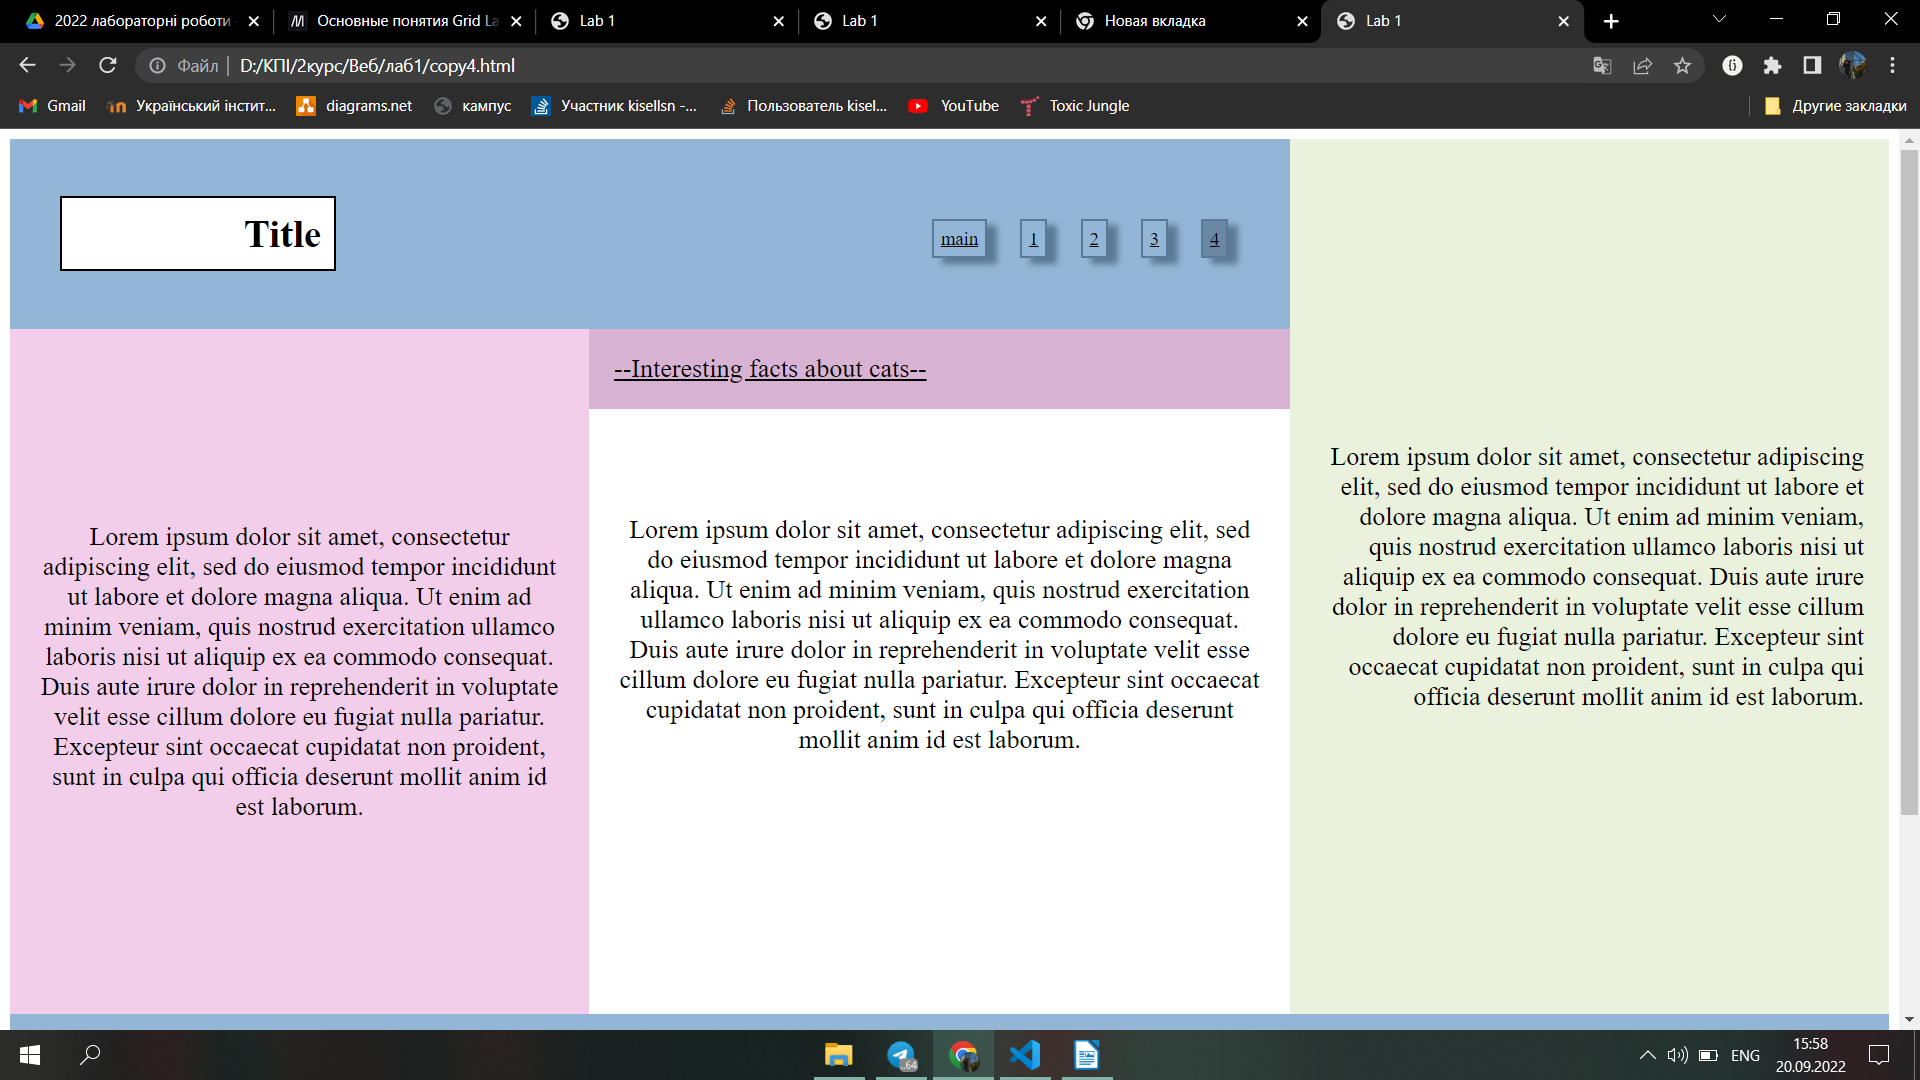 2022 лабораторні роботи
Основные понятия Grid La
Lab 1
Lab 1
Новая вкладка
Lab 1
Файл
D:/КПІ/2курс/Веб/лаб1/copy4.html
Gmail
Український інстит...
diagrams.net
кампус
Участник kisellsn -...
Пользователь kisel...
YouTube
Toxic Jungle
Другие закладки
Title
main
1
2
3
4
--Interesting facts about cats--
Lorem ipsum dolor sit amet, consectetur
adipiscing elit, sed do eiusmod tempor incididunt
ut labore et dolore magna aliqua. Ut enim ad
minim veniam, quis nostrud exercitation ullamco
laboris nisi ut aliquip ex ea commodo consequat.
Duis aute irure dolor in reprehenderit in voluptate
velit esse cillum dolore eu fugiat nulla pariatur.
Excepteur sint occaecat cupidatat non proident,
sunt in culpa qui officia deserunt mollit anim id
est laborum.
Lorem ipsum dolor sit amet, consectetur adipiscing elit, sed
do eiusmod tempor incididunt ut labore et dolore magna
aliqua. Ut enim ad minim veniam, quis nostrud exercitation
ullamco laboris nisi ut aliquip ex ea commodo consequat.
Duis aute irure dolor in reprehenderit in voluptate velit esse
cillum dolore eu fugiat nulla pariatur. Excepteur sint occaecat
cupidatat non proident, sunt in culpa qui officia deserunt
mollit anim id est laborum.
Lorem ipsum dolor sit amet, consectetur adipiscing
elit, sed do eiusmod tempor incididunt ut labore et
dolore magna aliqua. Ut enim ad minim veniam,
quis nostrud exercitation ullamco laboris nisi ut
aliquip ex ea commodo consequat. Duis aute irure
dolor in reprehenderit in voluptate velit esse cillum
dolore eu fugiat nulla pariatur. Excepteur sint
occaecat cupidatat non proident, sunt in culpa qui
officia deserunt mollit anim id est laborum.
..64
ENG
15:58
20.09.2022